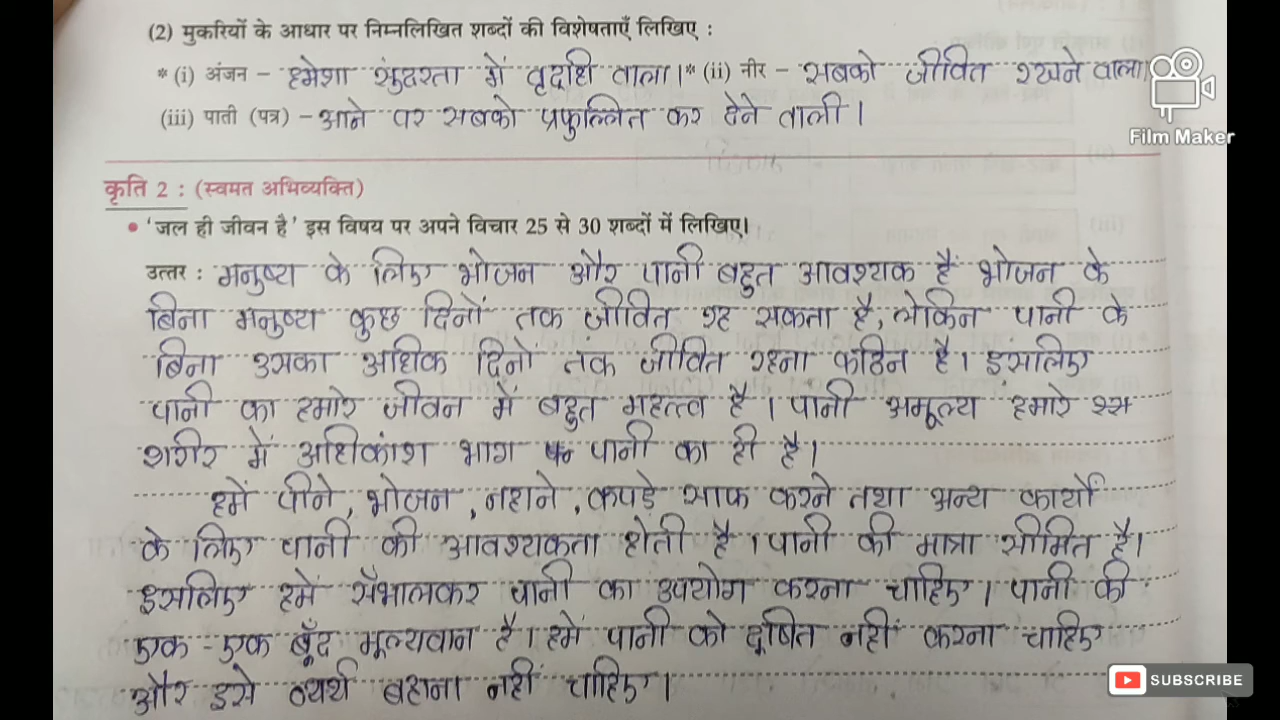 (2) मुकरियों के आधार पर निम्नलिखित शब्दों की विशेषताएँ लिखिए :
* (i) अंजन - हमेशा सुंदरता में वृद्धि वाला। * (ii) नीर - सबको जीवित रखने वाला।
(iii) पाती (पत्र) - आने पर सबको प्रफुल्लित कर देने वाली।
Film Maker
कृति 2 : (स्वमत अभिव्यक्ति)
• 'जल ही जीवन है' इस विषय पर अपने विचार 25 से 30 शब्दों में लिखिए।
उत्तर : मनुष्य के लिए भोजन और पानी बहुत आवश्यक हैं भोजन के
बिना मनुष्य कुछ दिनों तक जीवित रह सकता है, लेकिन पानी के
बिना उसका अधिक दिनो तक जीवित रहना कठिन है। इसलिए
पानी का हमारे जीवन में बहुत महत्त्व है। पानी अमूल्य हमारे
शरीर में अधिकांश भाग पानी का ही है।
हमें पीने, भोजन, नहाने, कपड़े साफ करने तथा अन्य कार्यों
के लिए पानी की आवश्यकता होती है। पानी की मात्रा सीमित है।
इसलिए हमें सँभालकर पानी का उपयोग करना चाहिए। पानी की
एक - एक बूँद मूल्यवान है। हमें पानी को दूषित नहीं करना चाहिए
और इसे व्यर्थ बहाना नहीं चाहिए।
SUBSCRIBE